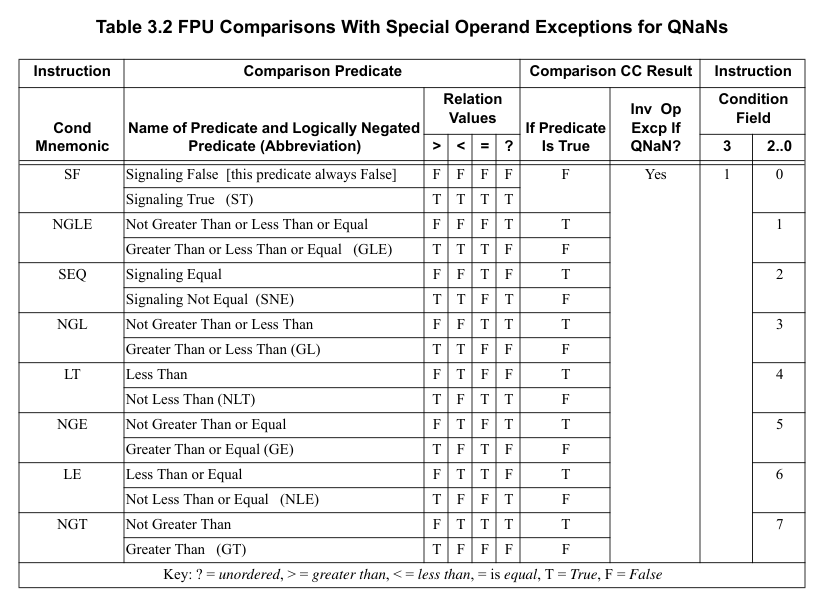 Table 3.2 FPU Comparisons With Special Operand Exceptions for QNaNs
Instruction Comparison Predicate Comparison CC Result Instruction
Cond Mnemonic Name of Predicate and Logically Negated Predicate (Abbreviation) Relation Values If Predicate Is True Inv Op Excp If QNaN? Condition Field
> < = ? 3 2..0
SF Signaling False [this predicate always False] F F F F F Yes 1 0
Signaling True (ST) T T T T
NGLE Not Greater Than or Less Than or Equal F F F T T 1
Greater Than or Less Than or Equal (GLE) T T T F F
SEQ Signaling Equal F F T F T 2
Signaling Not Equal (SNE) T T F T F
NGL Not Greater Than or Less Than F F T T T 3
Greater Than or Less Than (GL) T T F F F
LT Less Than F T F F T 4
Not Less Than (NLT) T F T T F
NGE Not Greater Than or Equal F T F T T 5
Greater Than or Equal (GE) T F T F F
LE Less Than or Equal F T T F T 6
Not Less Than or Equal (NLE) T F F T F
NGT Not Greater Than F T T T T 7
Greater Than (GT) T F F F F
Key: ? = unordered, > = greater than, < = less than, = is equal, T = True, F = False